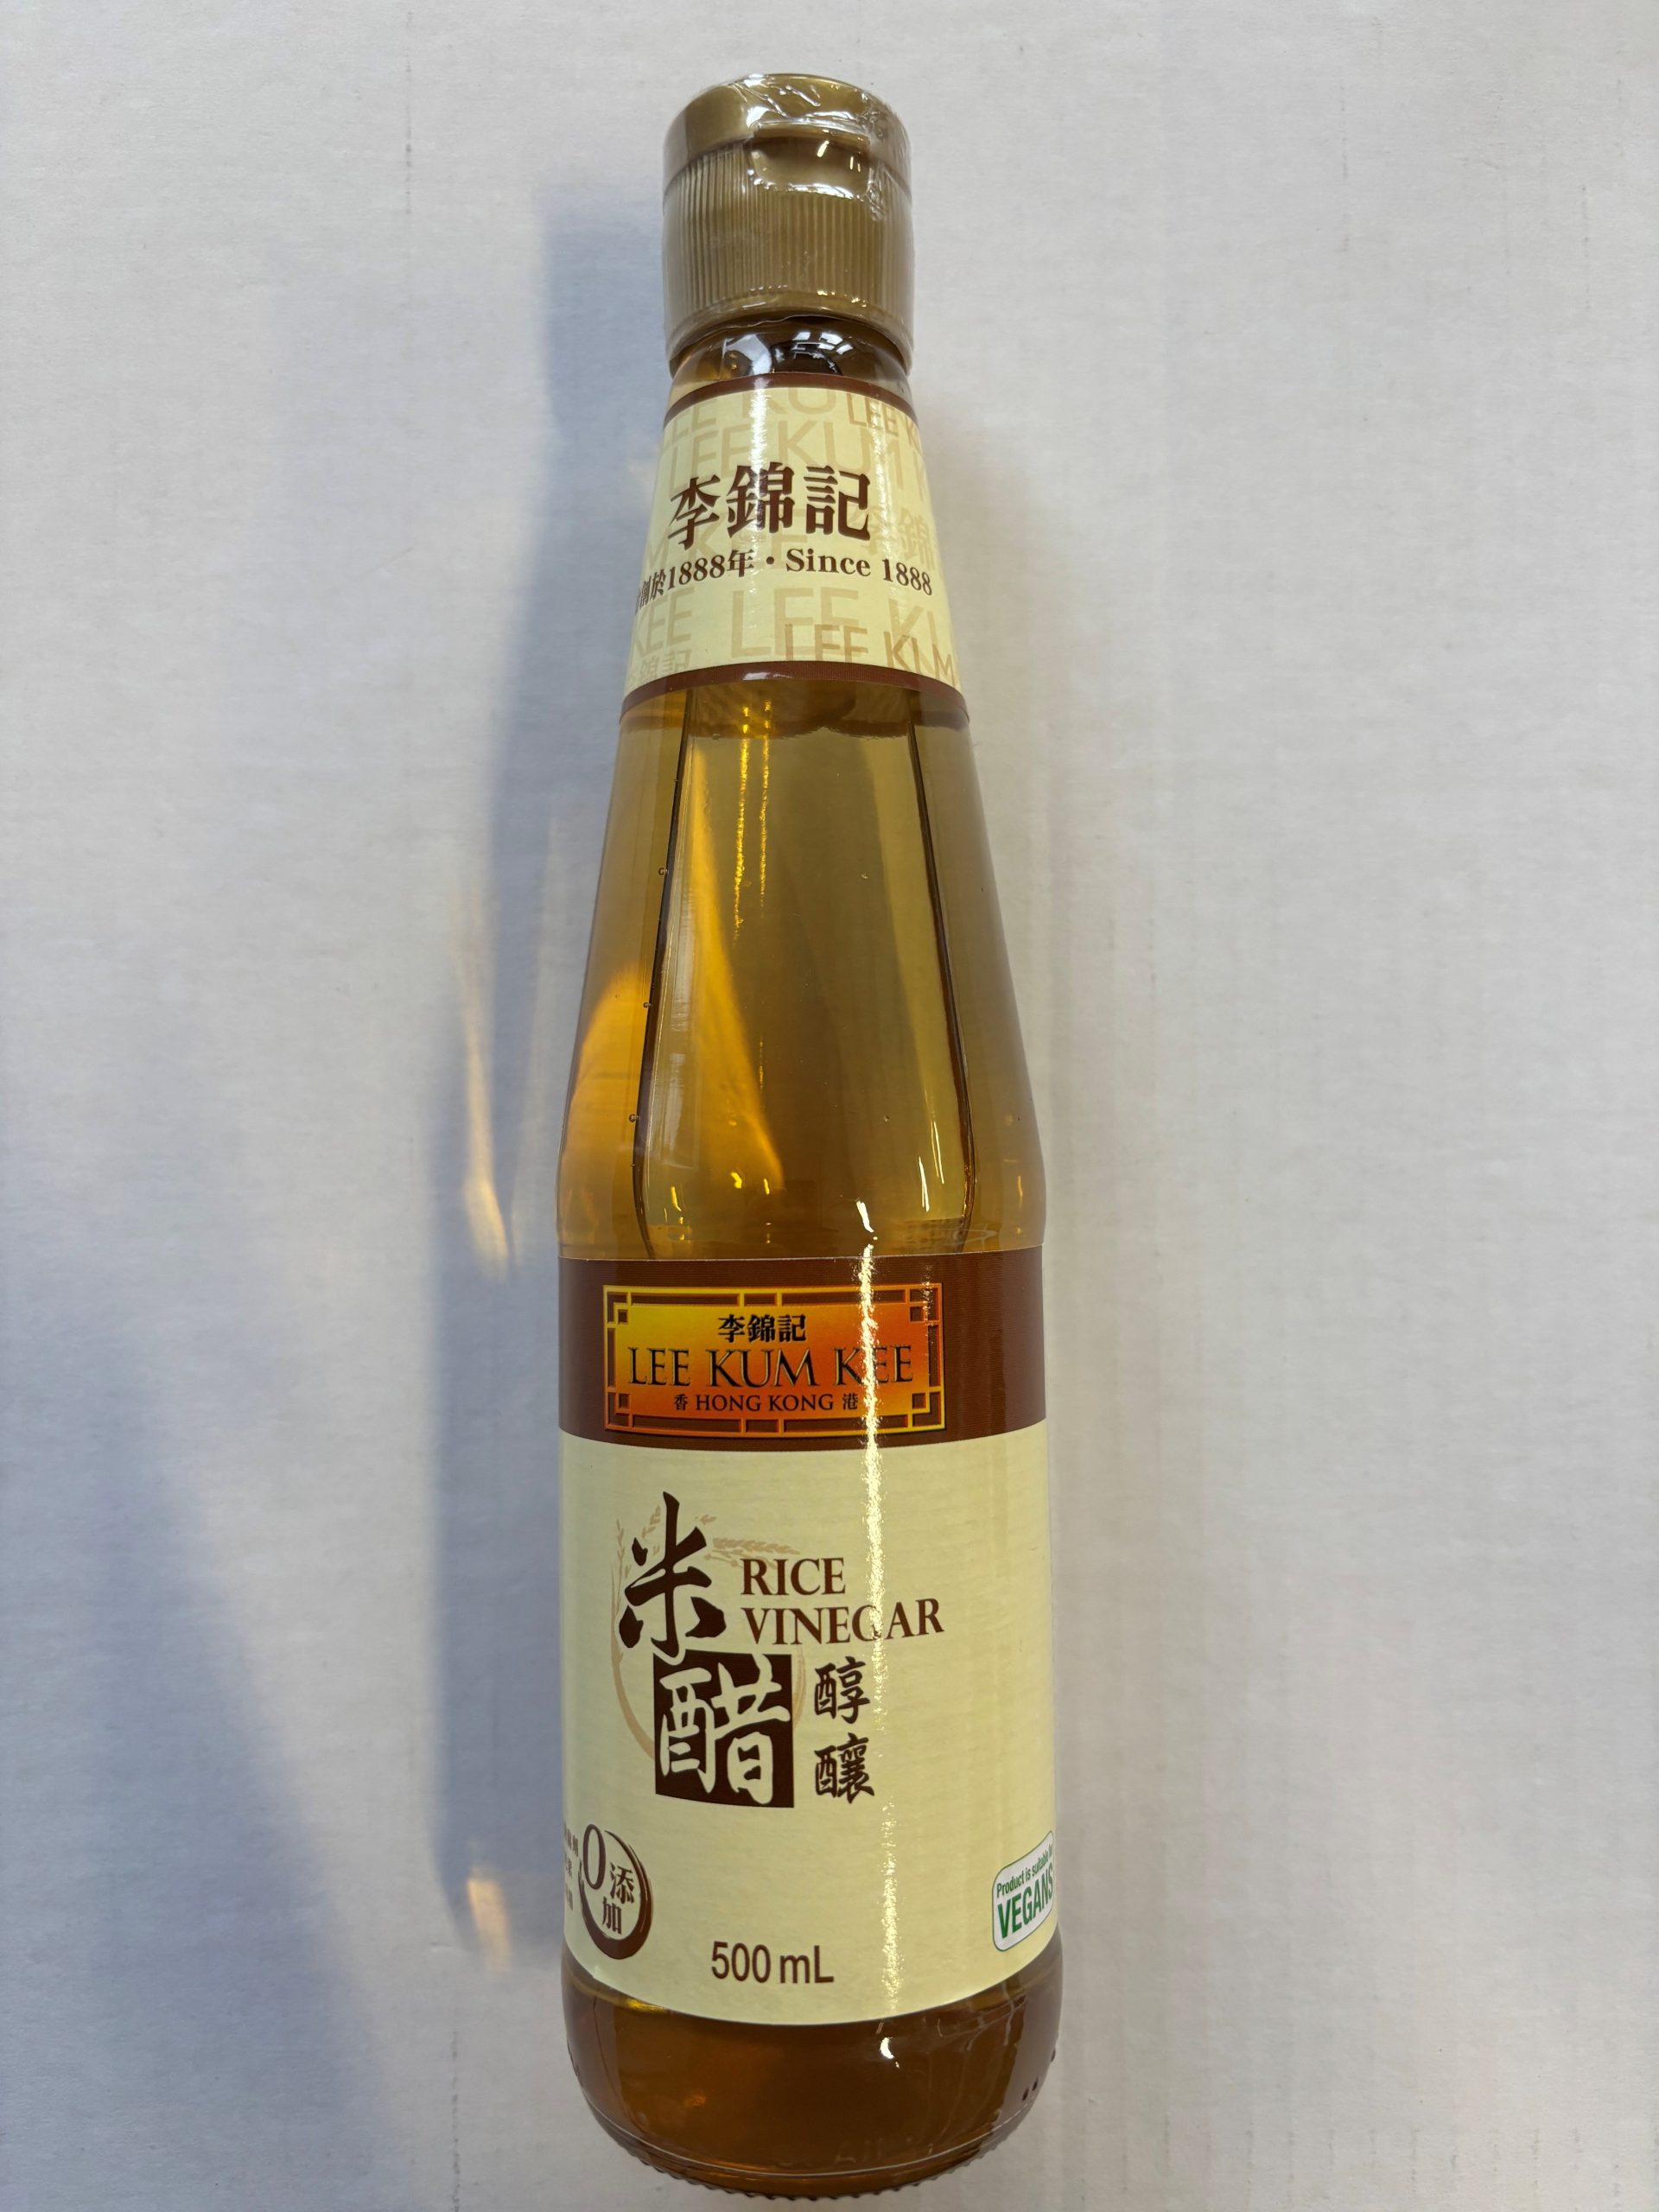 李錦記
創於1888年・Since 1888
李錦記
LEE KUM KEE
香 HONG KONG 港
米醋
RICE
VINEGAR
醇釀
0添加
Product is suitable
VEGANS
500 mL